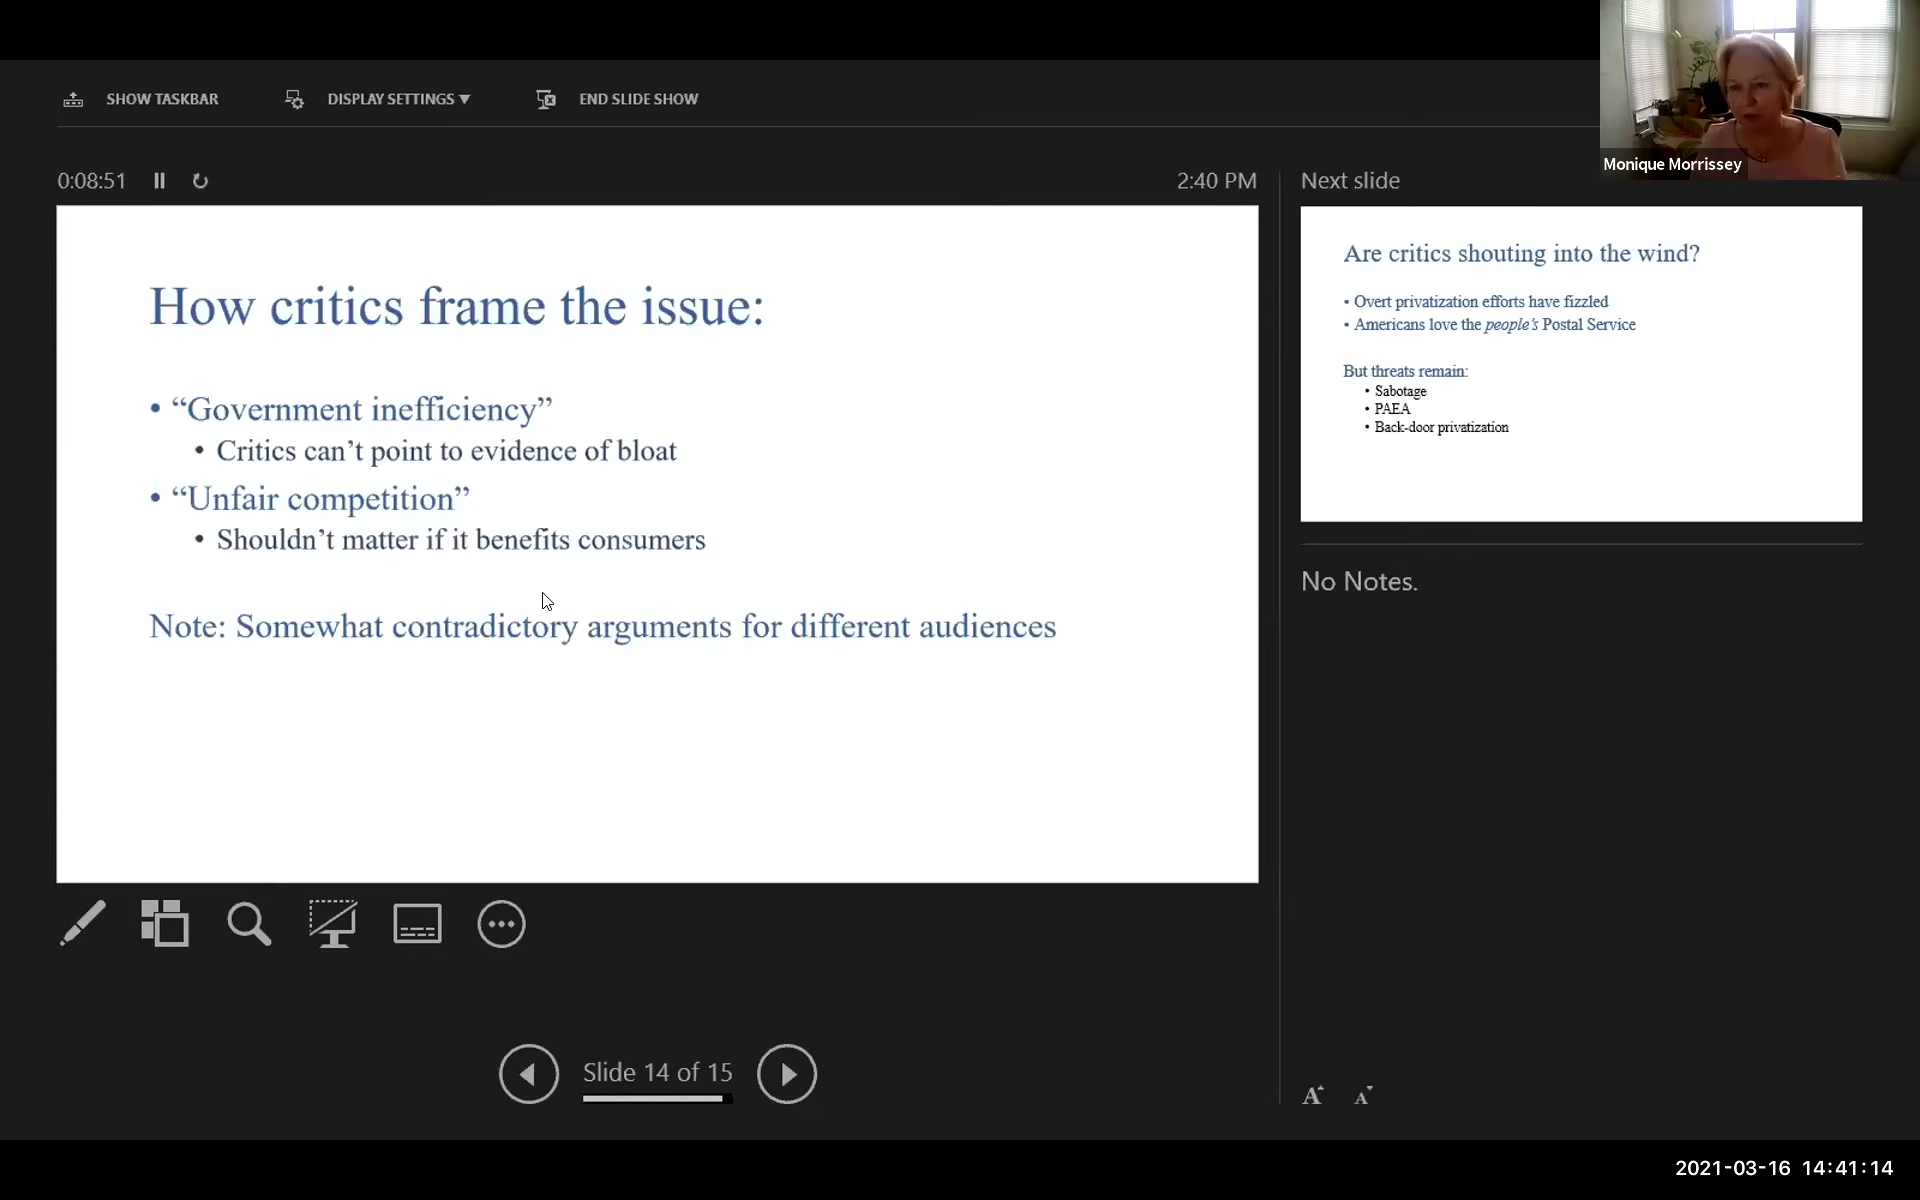 SHOW TASKBAR
DISPLAY SETTINGS ▼
END SLIDE SHOW
Monique Morrissey
0:08:51
2:40 PM
Next slide
How critics frame the issue:
• “Government inefficiency”
• Critics can’t point to evidence of bloat
• “Unfair competition”
• Shouldn’t matter if it benefits consumers
Note: Somewhat contradictory arguments for different audiences
Are critics shouting into the wind?
• Overt privatization efforts have fizzled
• Americans love the people’s Postal Service
But threats remain:
• Sabotage
• PAEA
• Back-door privatization
No Notes.
Slide 14 of 15
A A
2021-03-16 14:41:14